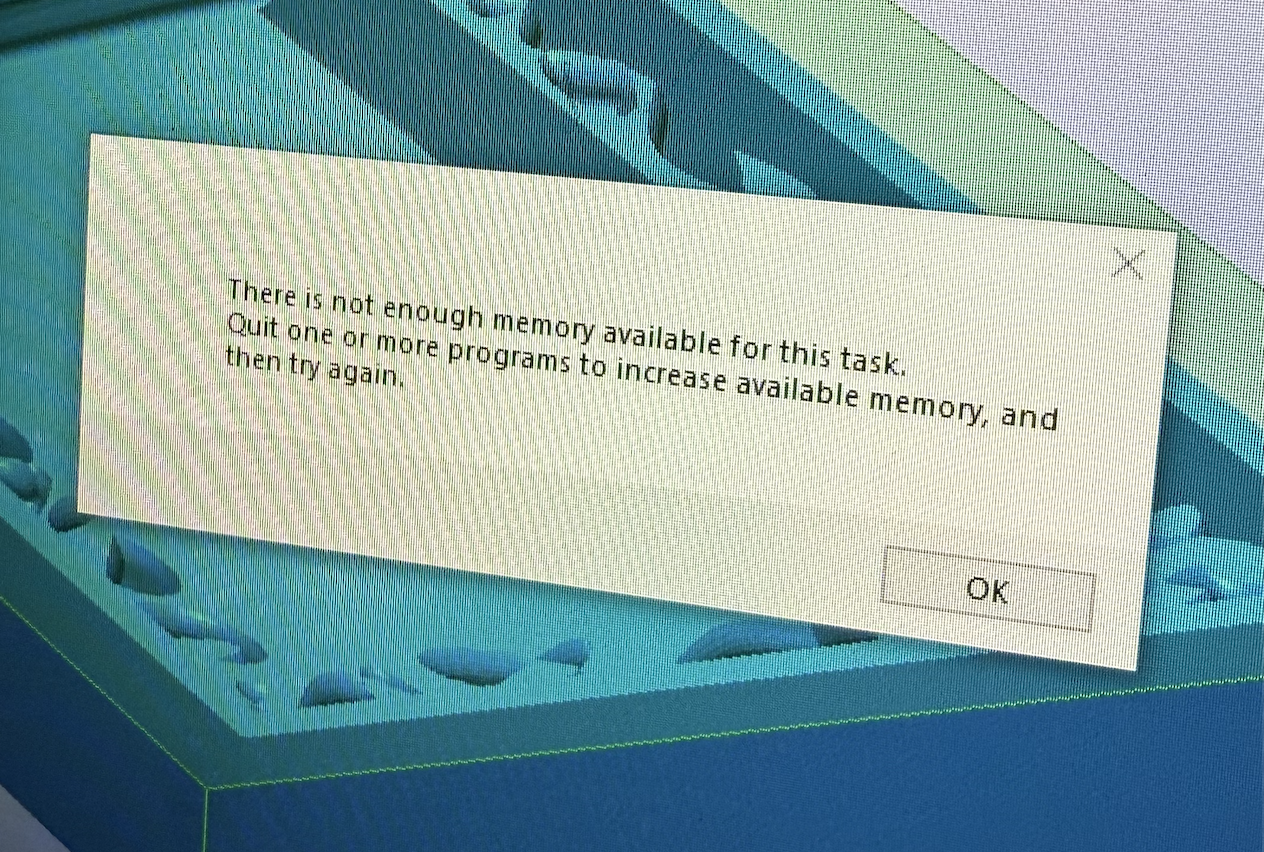 There is not enough memory available for this task.
Quit one or more programs to increase available memory, and
then try again.
OK